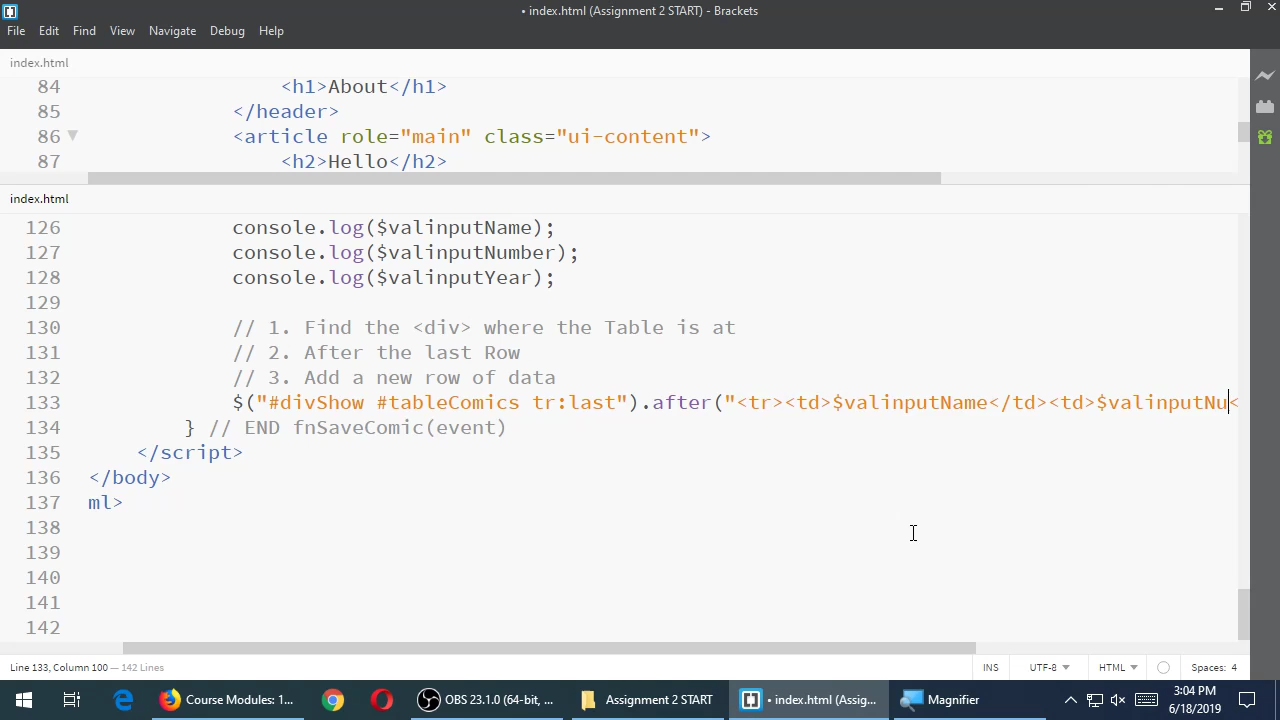 • index.html (Assignment 2 START) - Brackets
File Edit Find View Navigate Debug Help
index.html
84 <h1>About</h1>
85 </header>
86 <article role="main" class="ui-content">
87 <h2>Hello</h2>
index.html
126 console.log($valinputName);
127 console.log($valinputNumber);
128 console.log($valinputYear);
129
130 // 1. Find the <div> where the Table is at
131 // 2. After the last Row
132 // 3. Add a new row of data
133 $("#divShow #tableComics tr:last").after("<tr><td>$valinputName</td><td>$valinputNu<
134 } // END fnSaveComic(event)
135 </script>
136 </body>
137 ml>
138
139
140
141
142
Line 133, Column 100 — 142 Lines INS UTF-8 HTML Spaces: 4
Course Modules: 1... OBS 23.1.0 (64-bit, ... Assignment 2 START • index.html (Assig... Magnifier 3:04 PM
6/18/2019